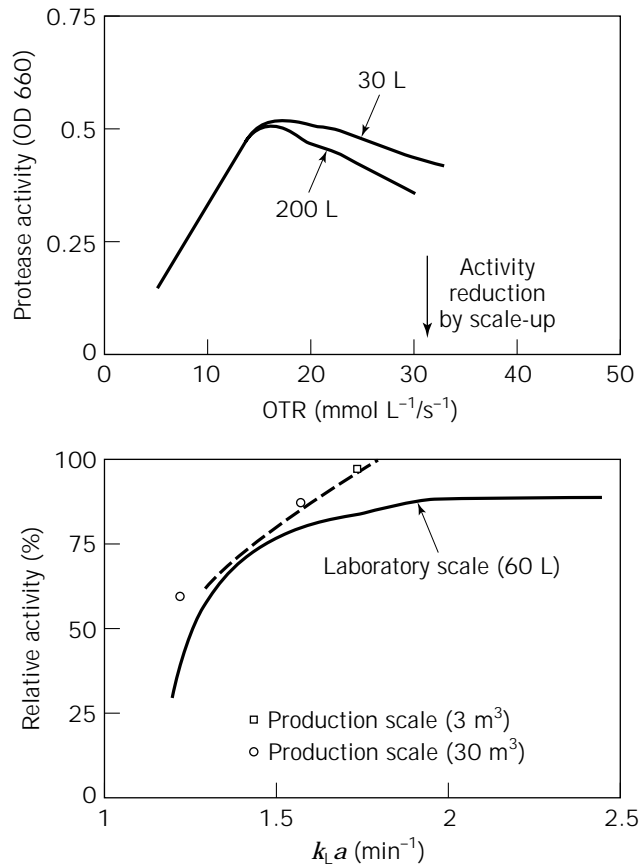 0.75
0.5
0.25
0
Protease activity (OD 660)
30 L
200 L
Activity
reduction
by scale-up
0 10 20 30 40 50
OTR (mmol L⁻¹/s⁻¹)
100
75
50
25
0
Relative activity (%)
Laboratory scale (60 L)
Production scale (3 m³)
Production scale (30 m³)
1 1.5 2 2.5
kLa (min⁻¹)